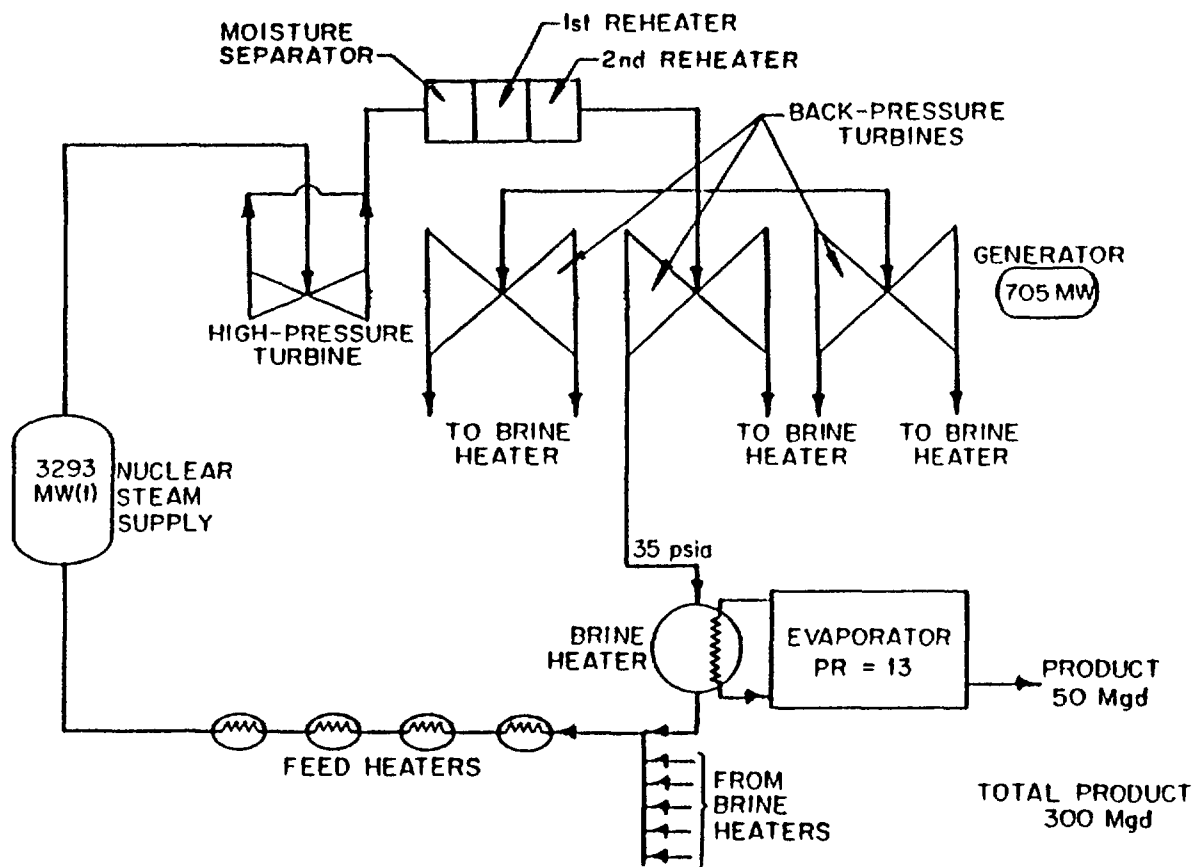 MOISTURE
SEPARATOR
1st REHEATER
2nd REHEATER
BACK-PRESSURE
TURBINES
GENERATOR
705 MW
HIGH-PRESSURE
TURBINE
TO BRINE
HEATER
TO BRINE
HEATER
TO BRINE
HEATER
3293
MW(t)
NUCLEAR
STEAM
SUPPLY
35 psia
BRINE
HEATER
EVAPORATOR
PR = 13
PRODUCT
50 Mgd
FEED HEATERS
FROM
BRINE
HEATERS
TOTAL PRODUCT
300 Mgd